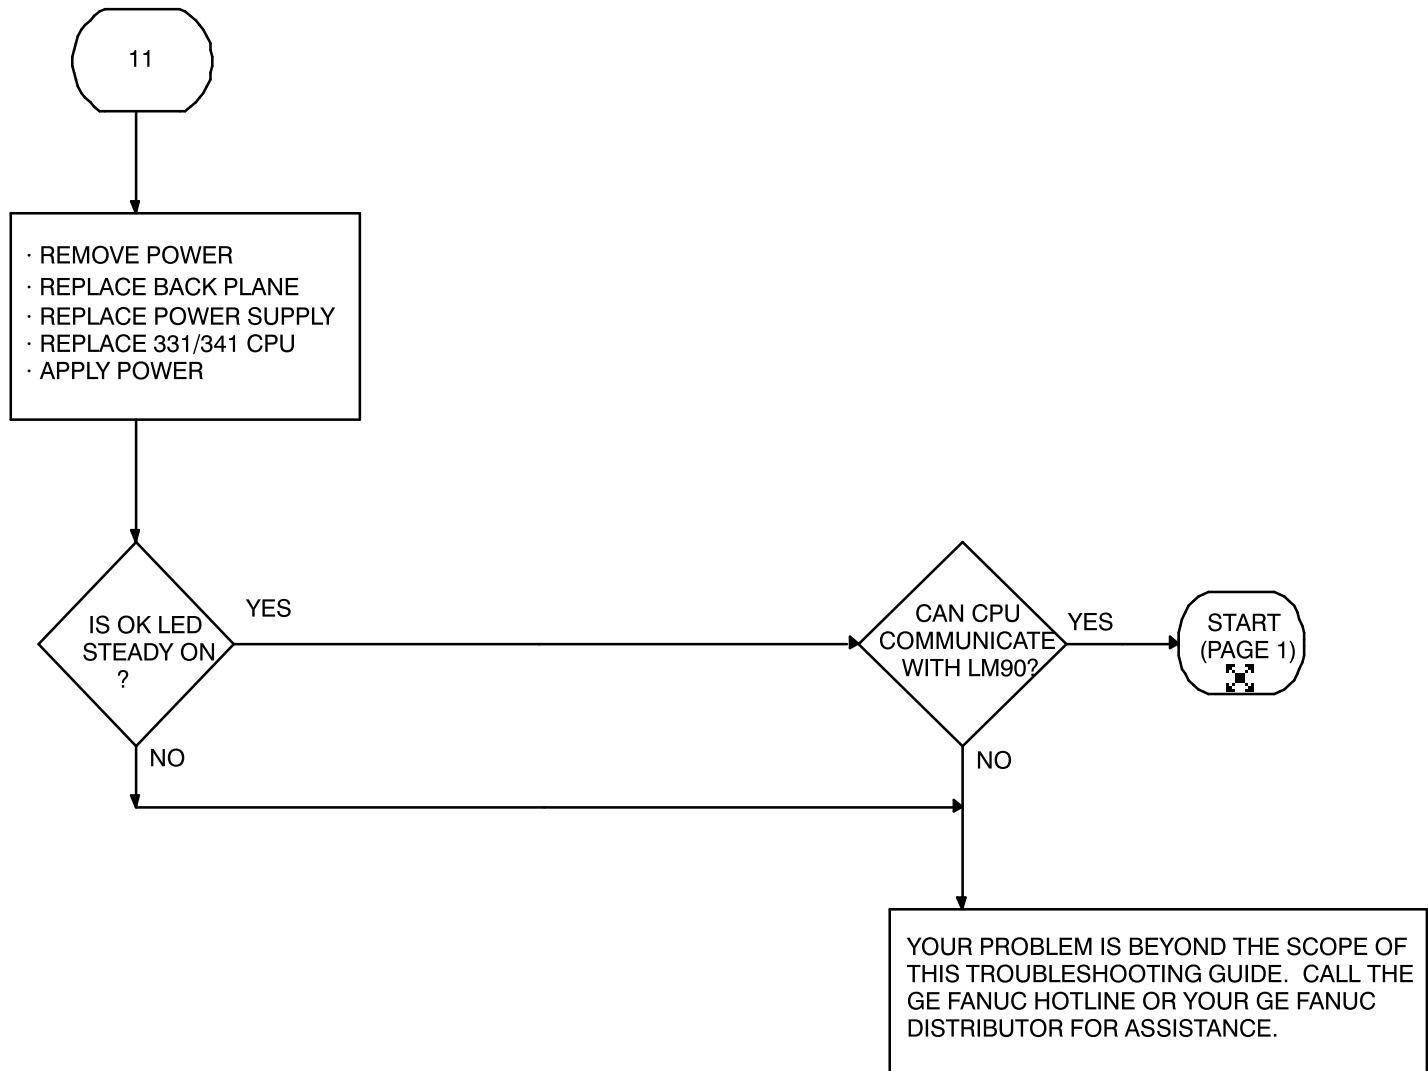 11
· REMOVE POWER
· REPLACE BACK PLANE
· REPLACE POWER SUPPLY
· REPLACE 331/341 CPU
· APPLY POWER
IS OK LED
STEADY ON
?
YES
NO
CAN CPU
COMMUNICATE
WITH LM90?
YES
NO
START
(PAGE 1)
YOUR PROBLEM IS BEYOND THE SCOPE OF
THIS TROUBLESHOOTING GUIDE. CALL THE
GE FANUC HOTLINE OR YOUR GE FANUC
DISTRIBUTOR FOR ASSISTANCE.